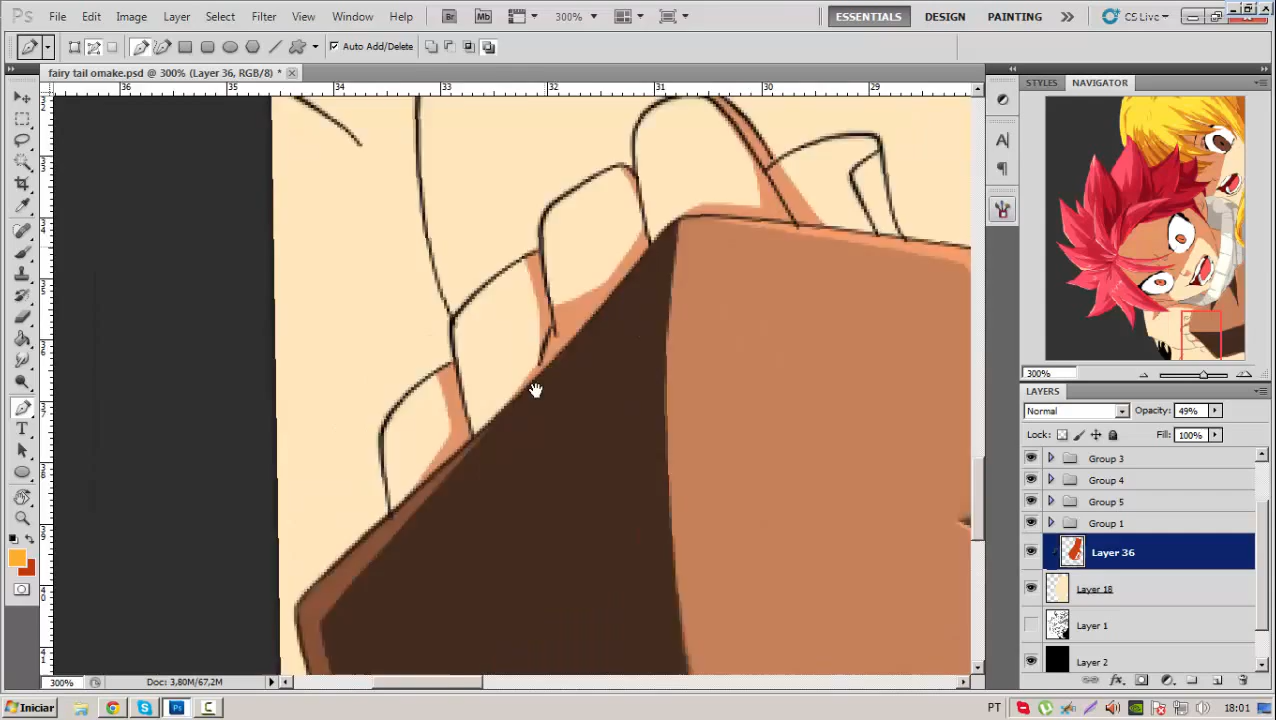 Ps File Edit Image Layer Select Filter View Window Help Br Mb 300% ESSENTIALS DESIGN PAINTING CS Live
Auto Add/Delete
fairy tail omake.psd @ 300% (Layer 36, RGB/8) *
36 35 34 33 32 31 30 29
STYLES NAVIGATOR
300%
LAYERS
Normal Opacity: 49%
Lock: Fill: 100%
Group 3
Group 4
Group 5
Group 1
Layer 36
Layer 18
Layer 1
Layer 2
300% Doc: 3,80M/67,2M
Iniciar PT 18:01